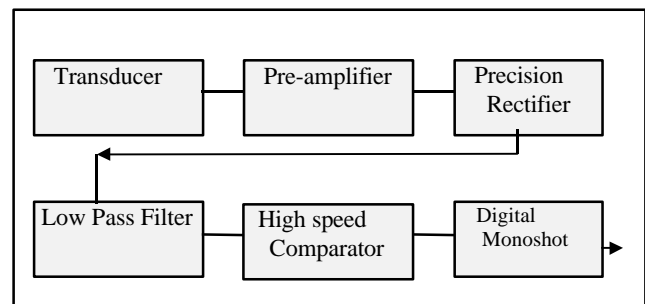 Transducer
Pre-amplifier
Precision
Rectifier
Low Pass Filter
High speed
Comparator
Digital
Monoshot